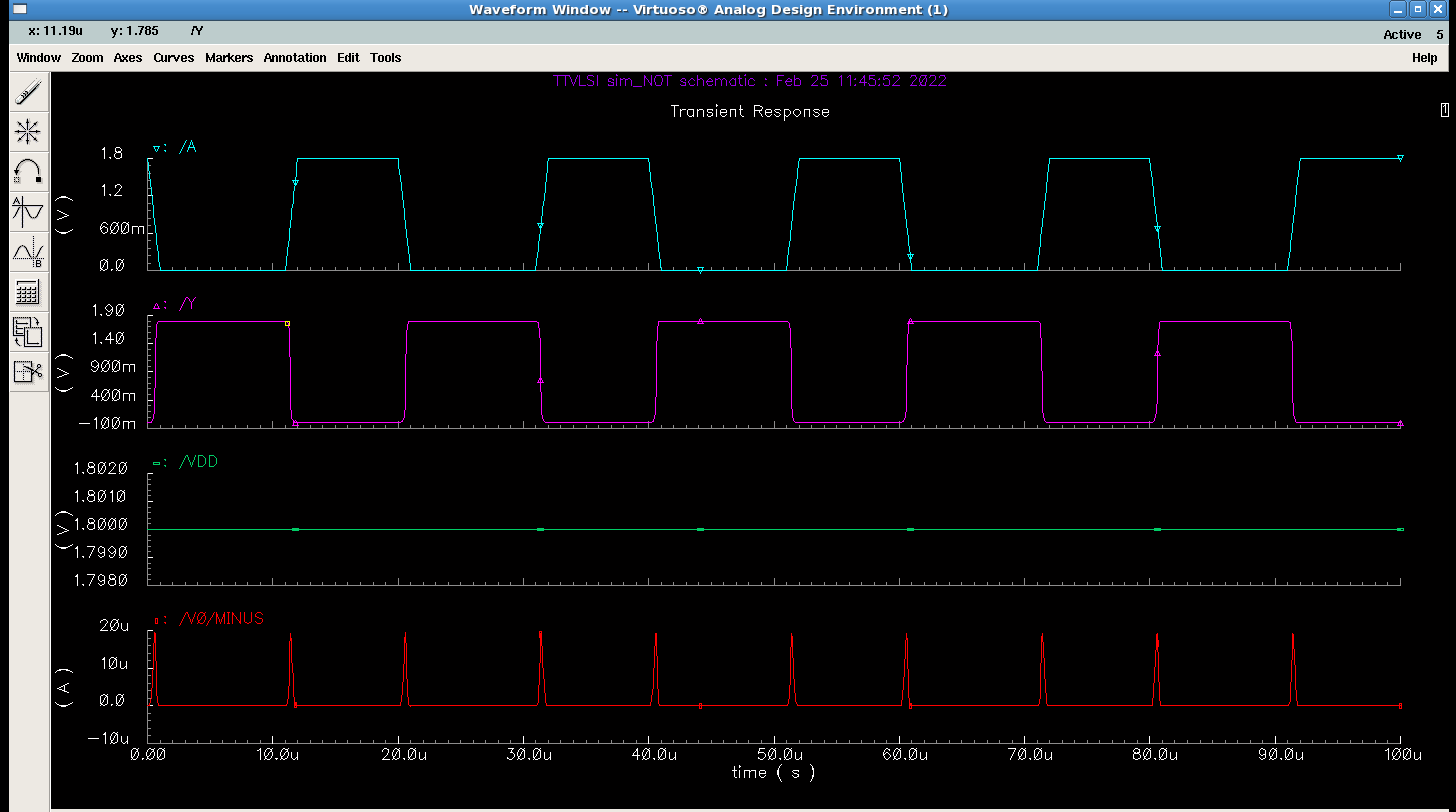 Waveform Window -- Virtuoso® Analog Design Environment (1)
x: 11.19u y: 1.785 /Y
Active 5
Window Zoom Axes Curves Markers Annotation Edit Tools Help
TTVLSI sim_NOT schematic : Feb 25 11:45:52 2022
Transient Response
1
A
B
: /A
1.8
1.2
600m
0.0
(V)
: /Y
1.90
1.40
900m
400m
-100m
(V)
: /VDD
1.8020
1.8010
1.8000
1.7990
1.7980
(V)
: /V0/MINUS
20u
10u
0.0
-10u
(A)
0.00 10.0u 20.0u 30.0u 40.0u 50.0u 60.0u 70.0u 80.0u 90.0u 100u
time ( s )